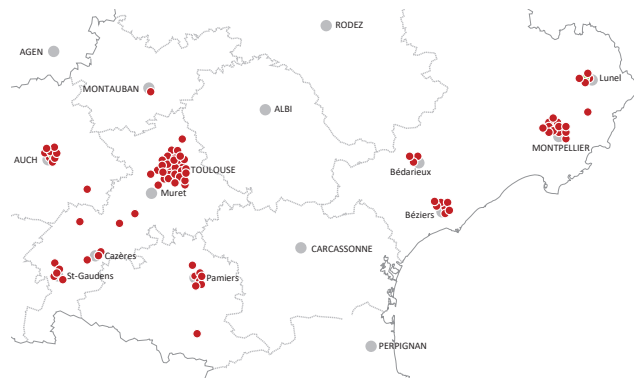 RODEZ
AGEN
Lunel
MONTAUBAN
ALBI
MONTPELLIER
AUCH
TOULOUSE
Bédarieux
Muret
Béziers
CARCASSONNE
Cazères
St-Gaudens
Pamiers
PERPIGNAN